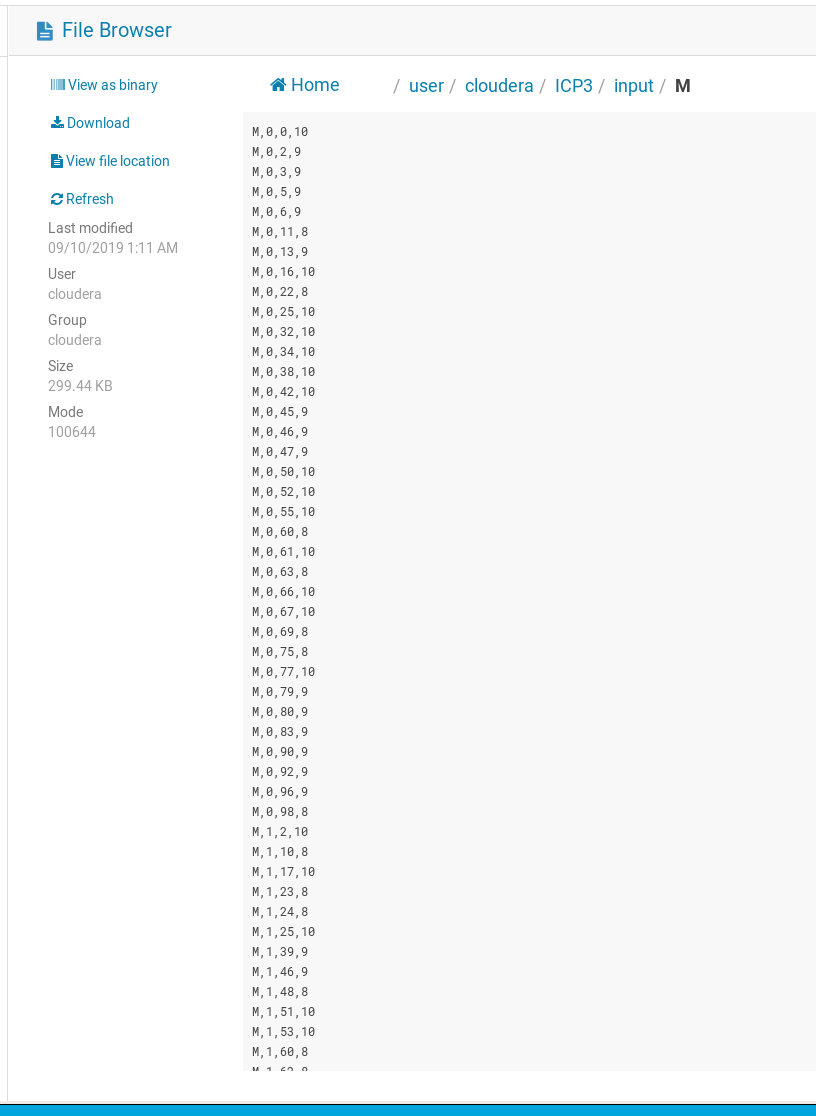 File Browser
View as binary
Download
View file location
Refresh
Last modified
09/10/2019 1:11 AM
User
cloudera
Group
cloudera
Size
299.44 KB
Mode
100644
Home / user / cloudera / ICP3 / input / M
M,0,0,10
M,0,2,9
M,0,3,9
M,0,5,9
M,0,6,9
M,0,11,8
M,0,13,9
M,0,16,10
M,0,22,8
M,0,25,10
M,0,32,10
M,0,34,10
M,0,38,10
M,0,42,10
M,0,45,9
M,0,46,9
M,0,47,9
M,0,50,10
M,0,52,10
M,0,55,10
M,0,60,8
M,0,61,10
M,0,63,8
M,0,66,10
M,0,67,10
M,0,69,8
M,0,75,8
M,0,77,10
M,0,79,9
M,0,80,9
M,0,83,9
M,0,90,9
M,0,92,9
M,0,96,9
M,0,98,8
M,1,2,10
M,1,10,8
M,1,17,10
M,1,23,8
M,1,24,8
M,1,25,10
M,1,39,9
M,1,46,9
M,1,48,8
M,1,51,10
M,1,53,10
M,1,60,8